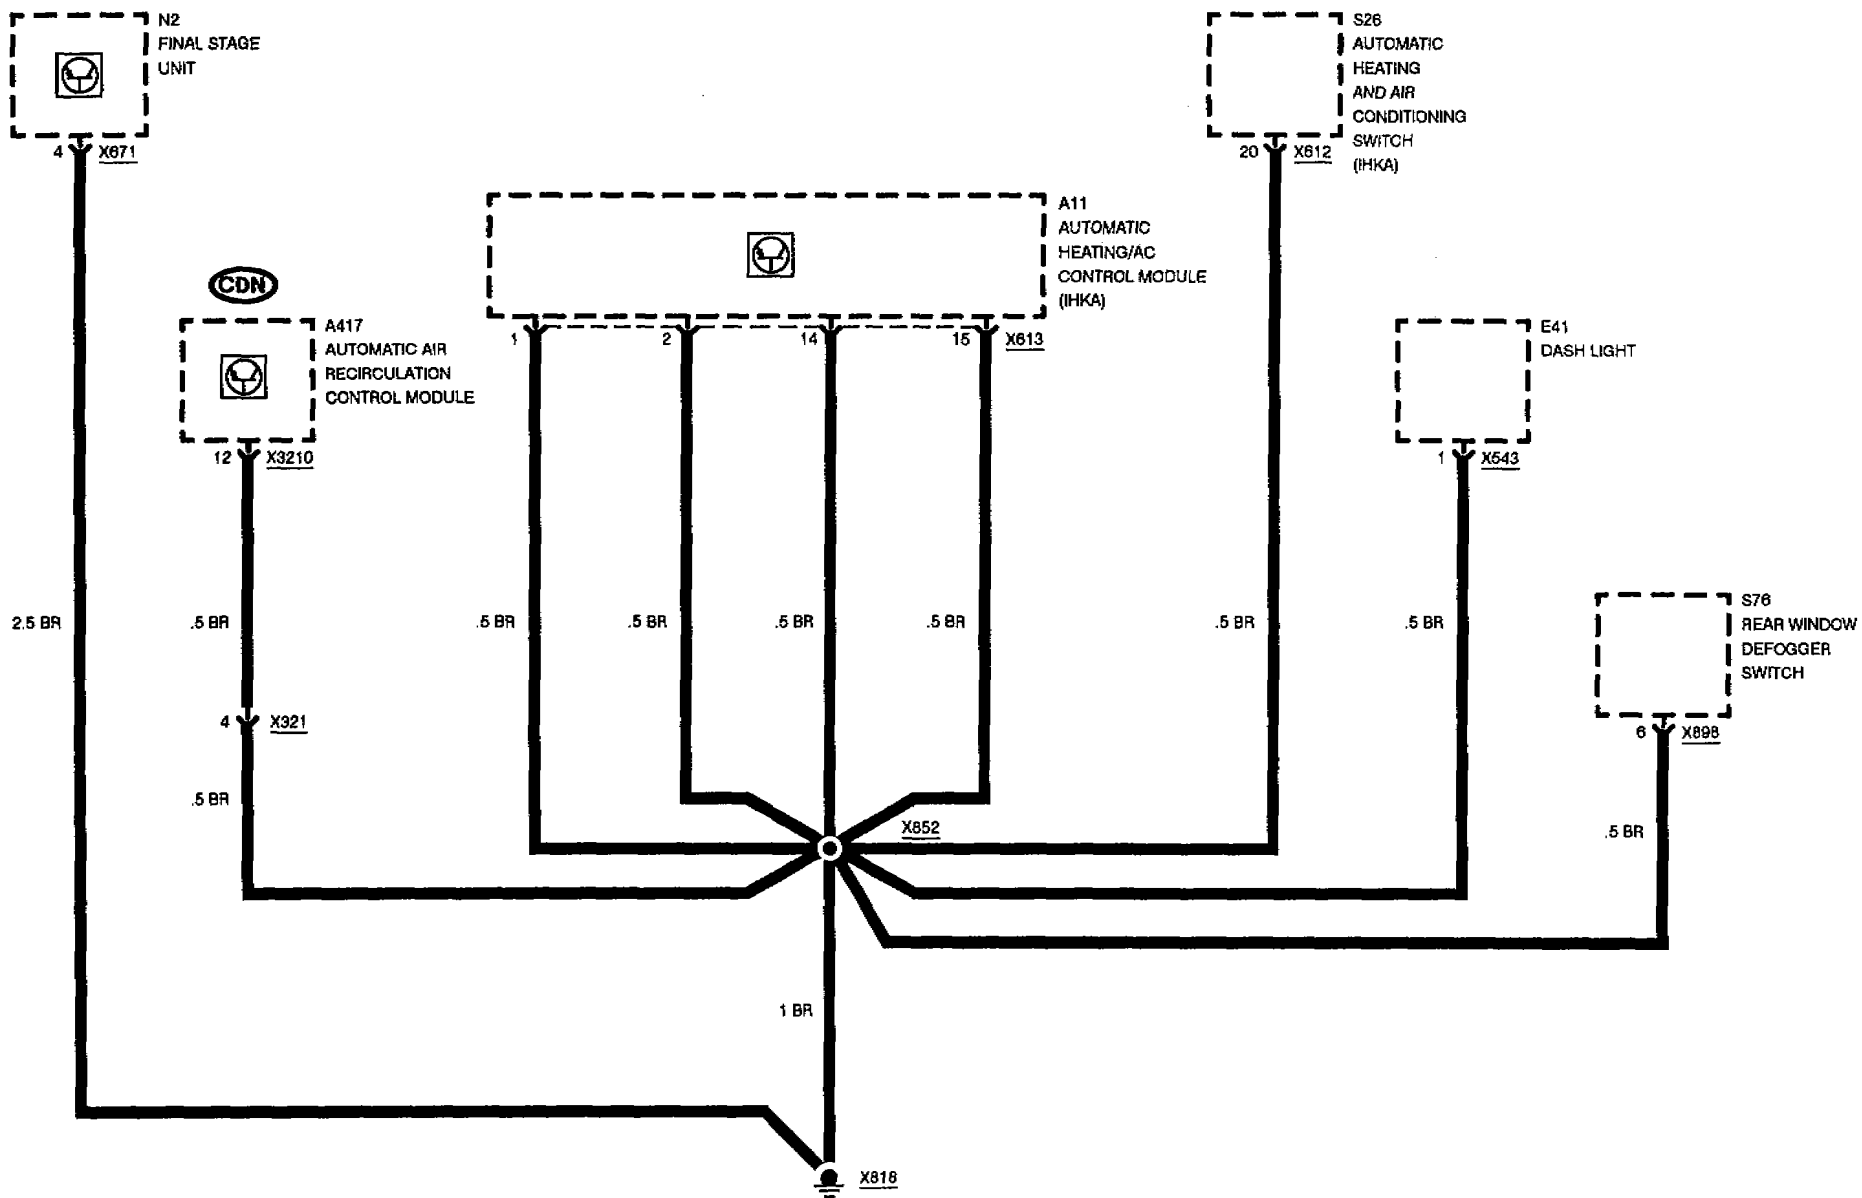 N2
FINAL STAGE
UNIT
4 X671
S26
AUTOMATIC
HEATING
AND AIR
CONDITIONING
SWITCH
(IHKA)
20 X612
A11
AUTOMATIC
HEATING/AC
CONTROL MODULE
(IHKA)
1 2 14 15 X613
CDN
A417
AUTOMATIC AIR
RECIRCULATION
CONTROL MODULE
12 X3210
E41
DASH LIGHT
1 X543
2.5 BR .5 BR .5 BR .5 BR .5 BR .5 BR .5 BR .5 BR
S76
REAR WINDOW
DEFOGGER
SWITCH
6 X898
4 X321
.5 BR
X852
.5 BR
1 BR
X818